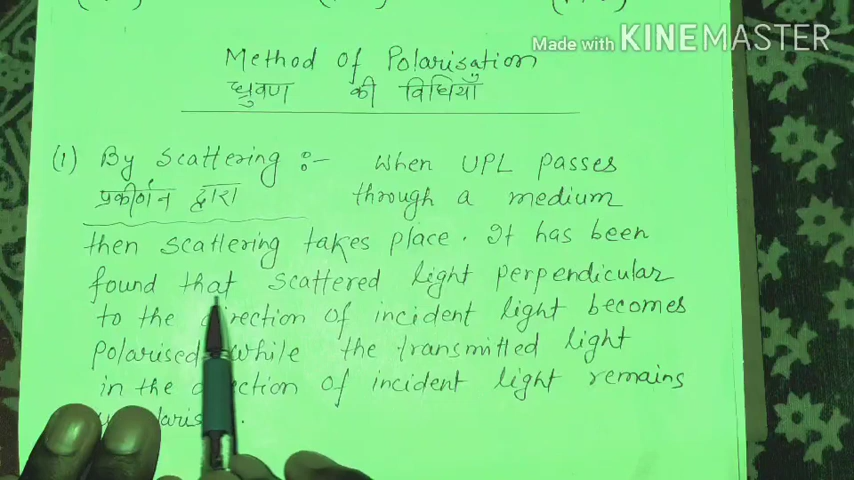 Made with KINEMASTER
Method of Polarisation
ध्रुवण की विधियाँ
(1) By scattering :- when UPL passes
प्रकीर्णन द्वारा through a medium
then scattering takes place. It has been
found that scattered light perpendicular
to the direction of incident light becomes
polarised while the transmitted light
in the direction of incident light remains